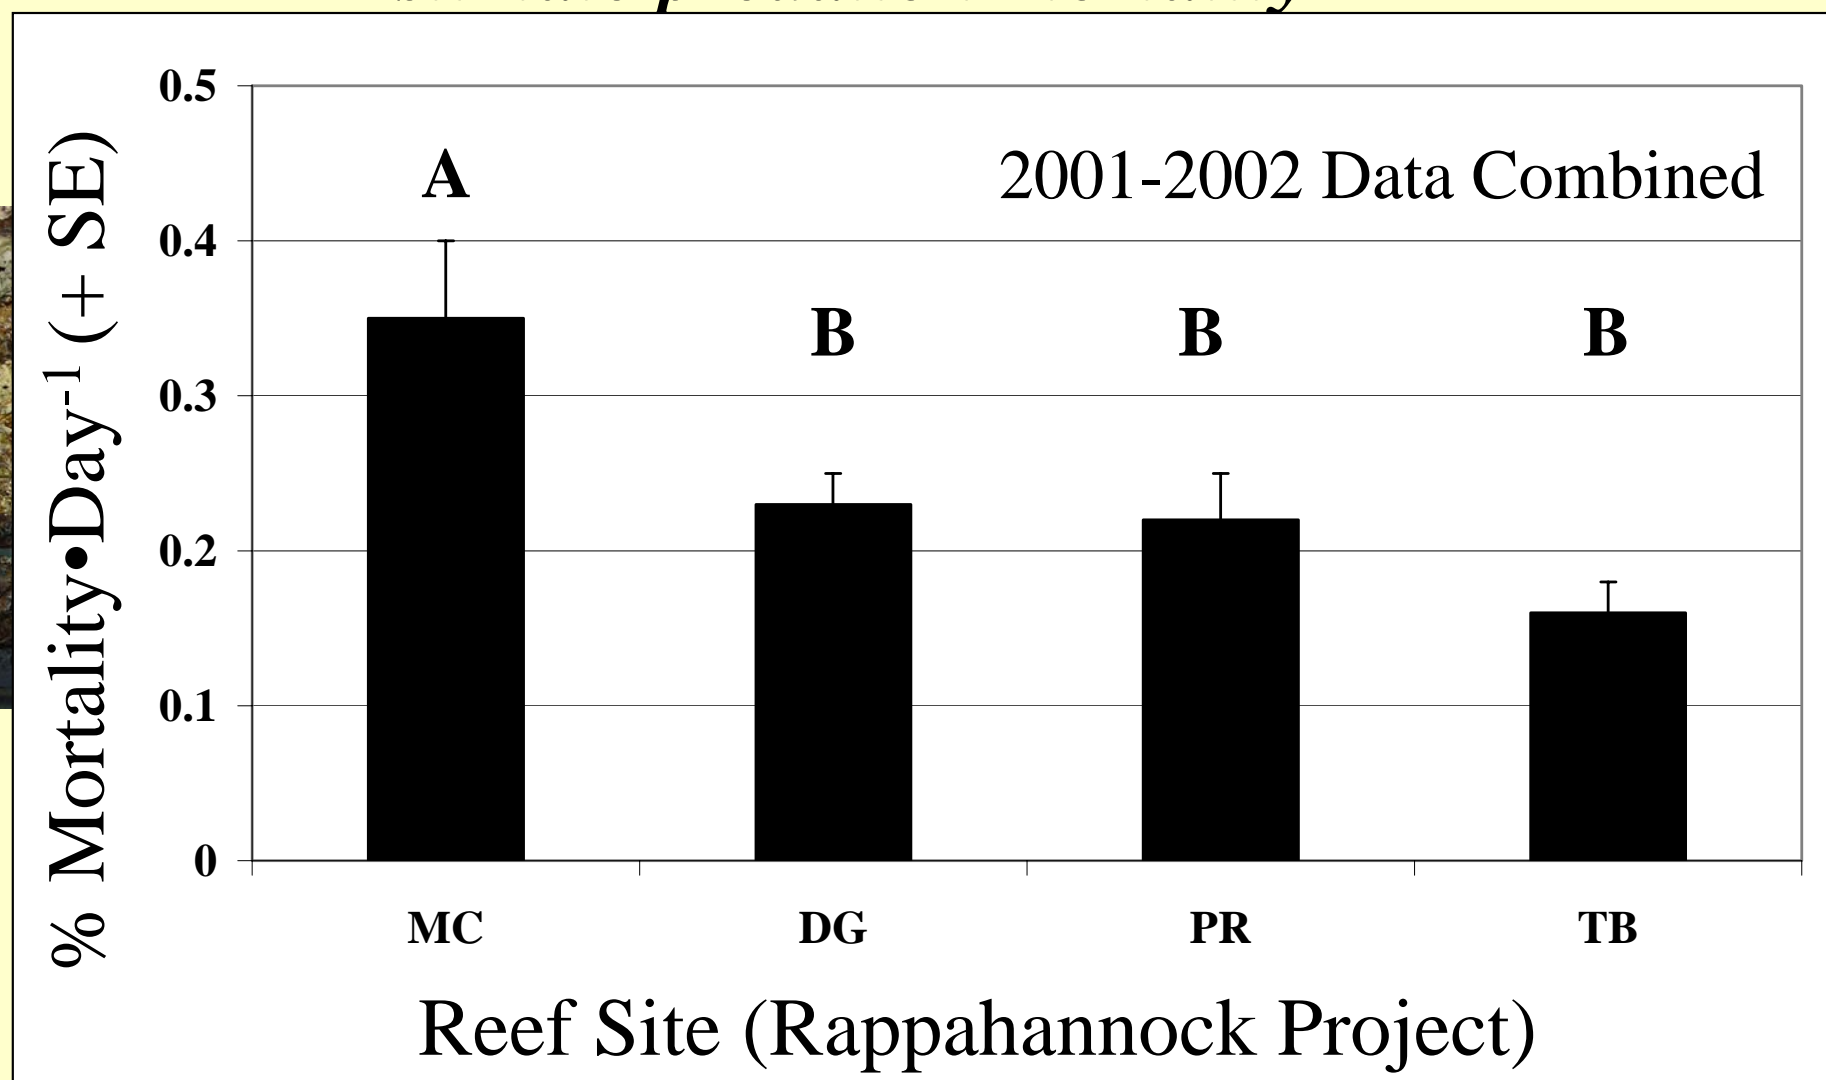 0.5
A
2001-2002 Data Combined
0.4
B B B
0.3
0.2
0.1
0
% Mortality•Day-1 (+ SE)
MC DG PR TB
Reef Site (Rappahannock Project)